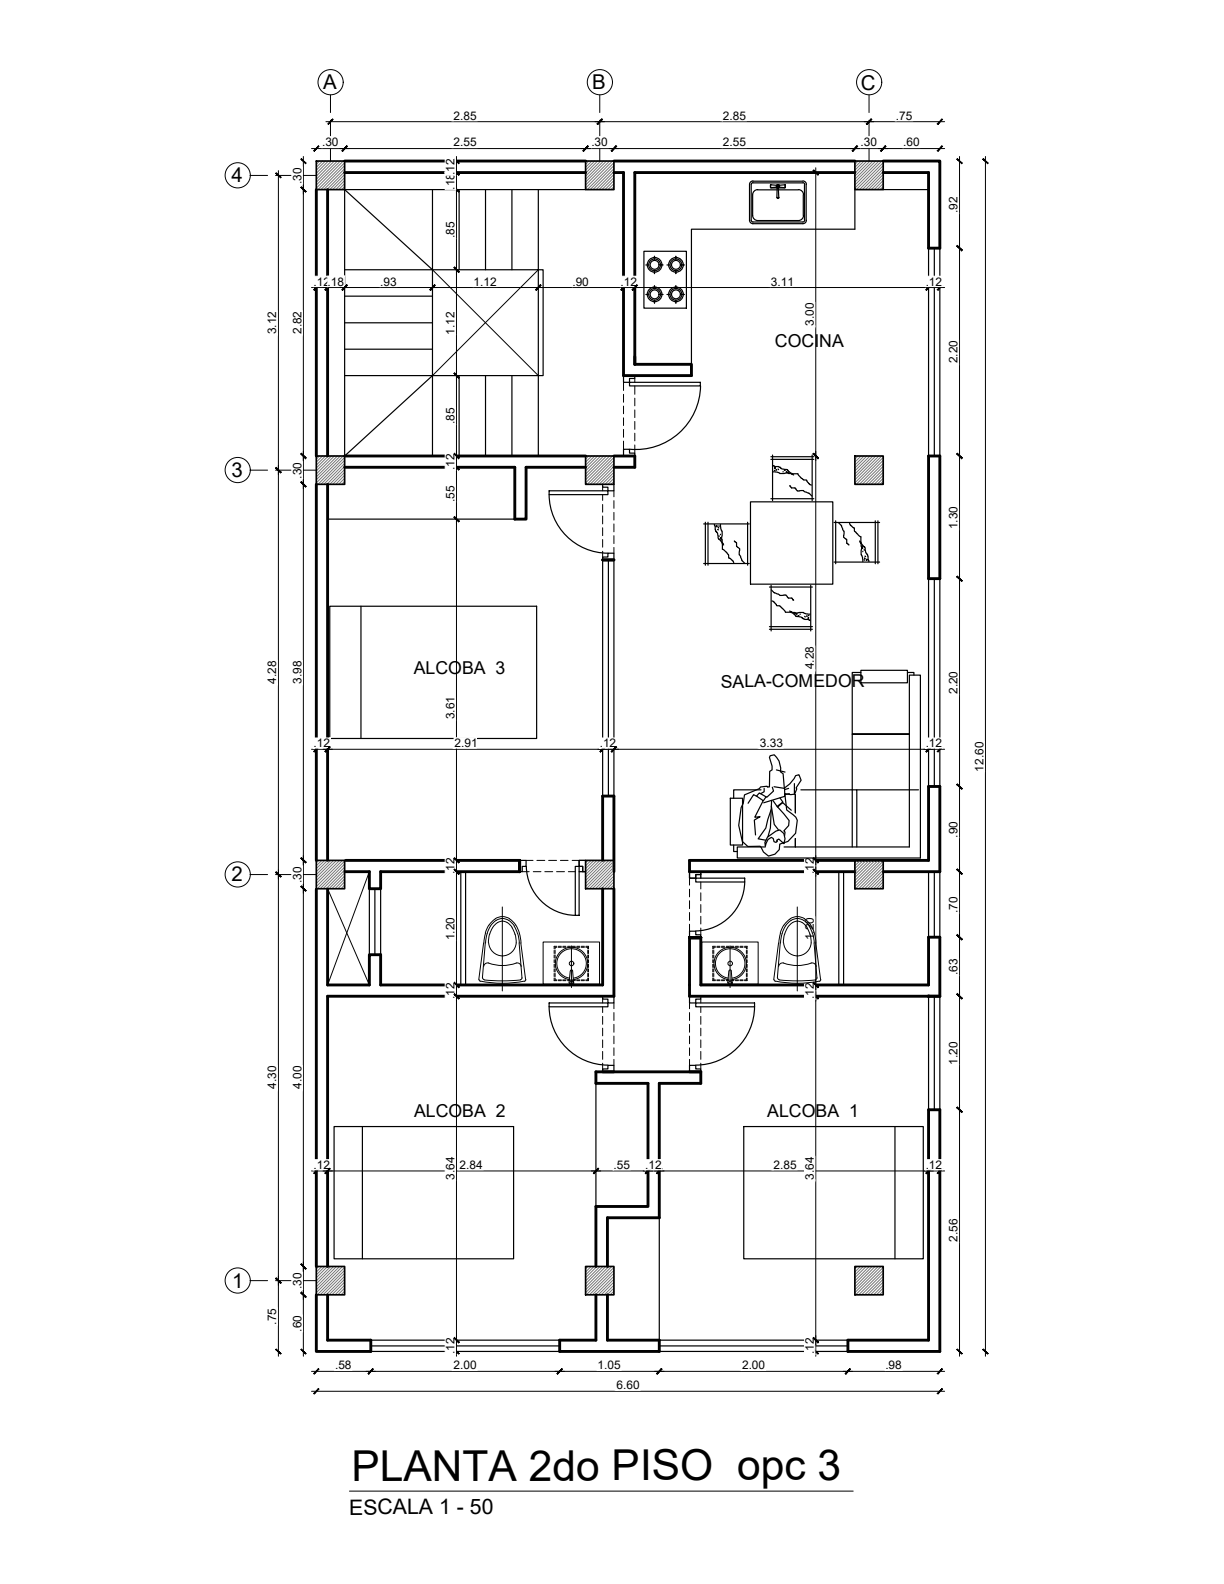 A B C
2.85 2.85 .75
.30 2.55 .30 2.55 .30 .60
4
.30 .12 .18 .92
.85
.12 .18 .93 1.12 .90 .12 3.11 .12
3.12 2.82 1.12 3.00 2.20
COCINA
.85
3
.30 .12
.55 1.30
4.28 3.98 ALCOBA 3 4.28
SALA-COMEDOR 2.20
3.61
.12 2.91 .12 3.33 .12
12.60
.90
2
.30 .12 .12
1.20 1.20 .70
.63
.12 .12
4.30 4.00 1.20
ALCOBA 2 ALCOBA 1
.12 3.64 2.84 .55 .12 2.85 3.64 .12
2.56
1
.30
.75 .60
.12 .12
.58 2.00 1.05 2.00 .98
6.60
PLANTA 2do PISO opc 3
ESCALA 1 - 50